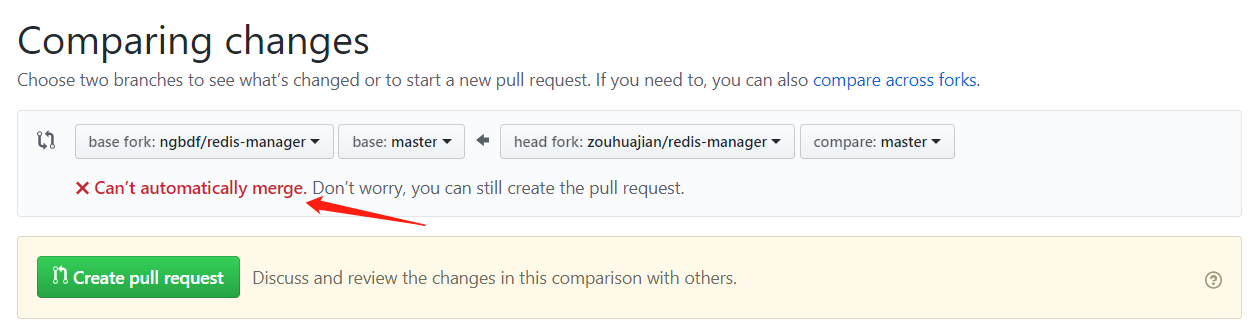 Comparing changes
Choose two branches to see what’s changed or to start a new pull request. If you need to, you can also compare across forks.
base fork: ngbdf/redis-manager base: master head fork: zouhuajian/redis-manager compare: master
Can’t automatically merge. Don’t worry, you can still create the pull request.
Create pull request Discuss and review the changes in this comparison with others.